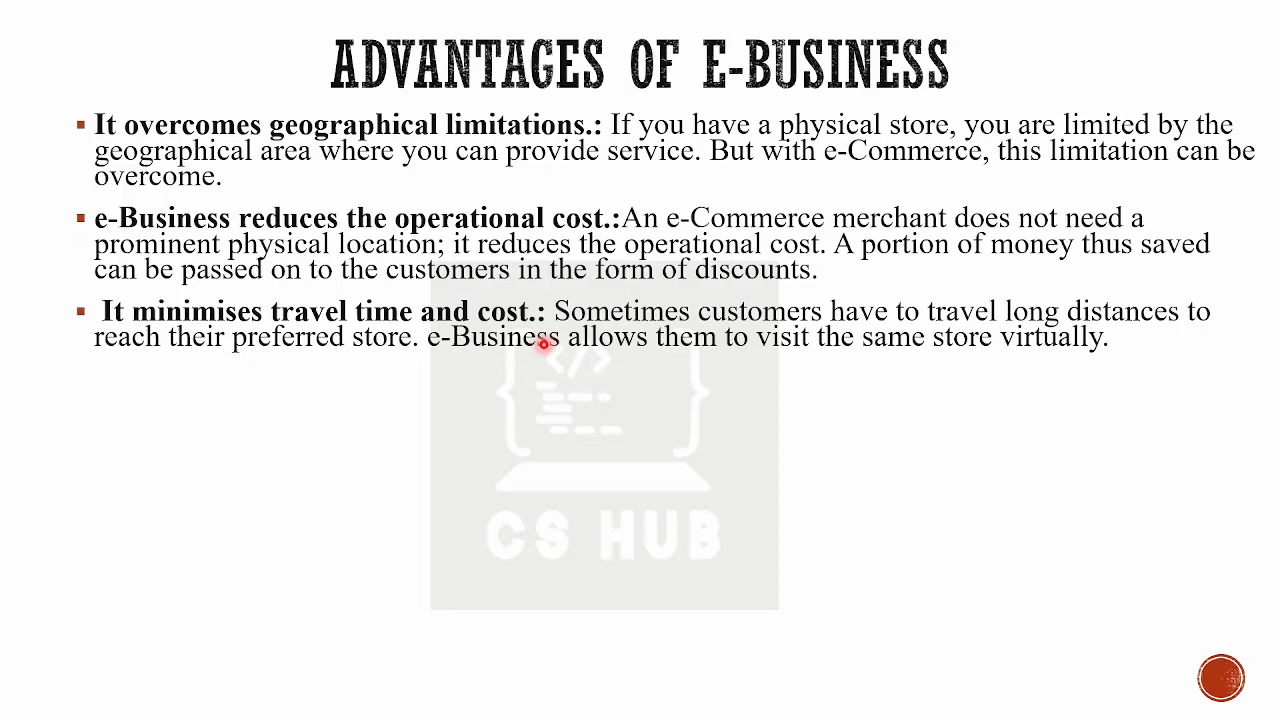 ADVANTAGES OF E-BUSINESS
▪ It overcomes geographical limitations.: If you have a physical store, you are limited by the
geographical area where you can provide service. But with e-Commerce, this limitation can be
overcome.
▪ e-Business reduces the operational cost.:An e-Commerce merchant does not need a
prominent physical location; it reduces the operational cost. A portion of money thus saved
can be passed on to the customers in the form of discounts.
▪ It minimises travel time and cost.: Sometimes customers have to travel long distances to
reach their preferred store. e-Business allows them to visit the same store virtually.
</>
CS HUB